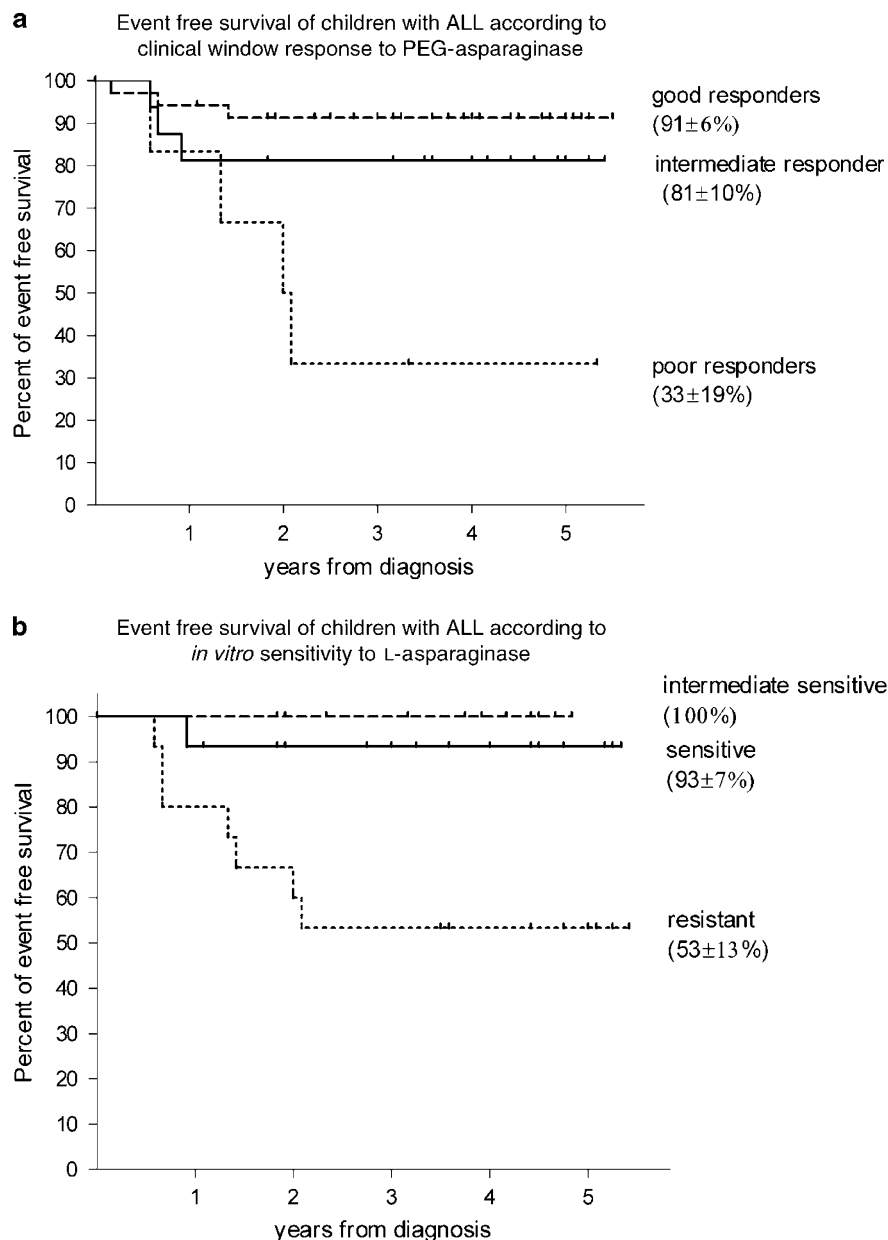 a
Event free survival of children with ALL according to
clinical window response to PEG-asparaginase
Percent of event free survival
100
90
80
70
60
50
40
30
20
10
0
1 2 3 4 5
years from diagnosis
good responders
(91±6%)
intermediate responder
(81±10%)
poor responders
(33±19%)
b
Event free survival of children with ALL according to
in vitro sensitivity to L-asparaginase
Percent of event free survival
100
90
80
70
60
50
40
30
20
10
0
1 2 3 4 5
years from diagnosis
intermediate sensitive
(100%)
sensitive
(93±7%)
resistant
(53±13%)